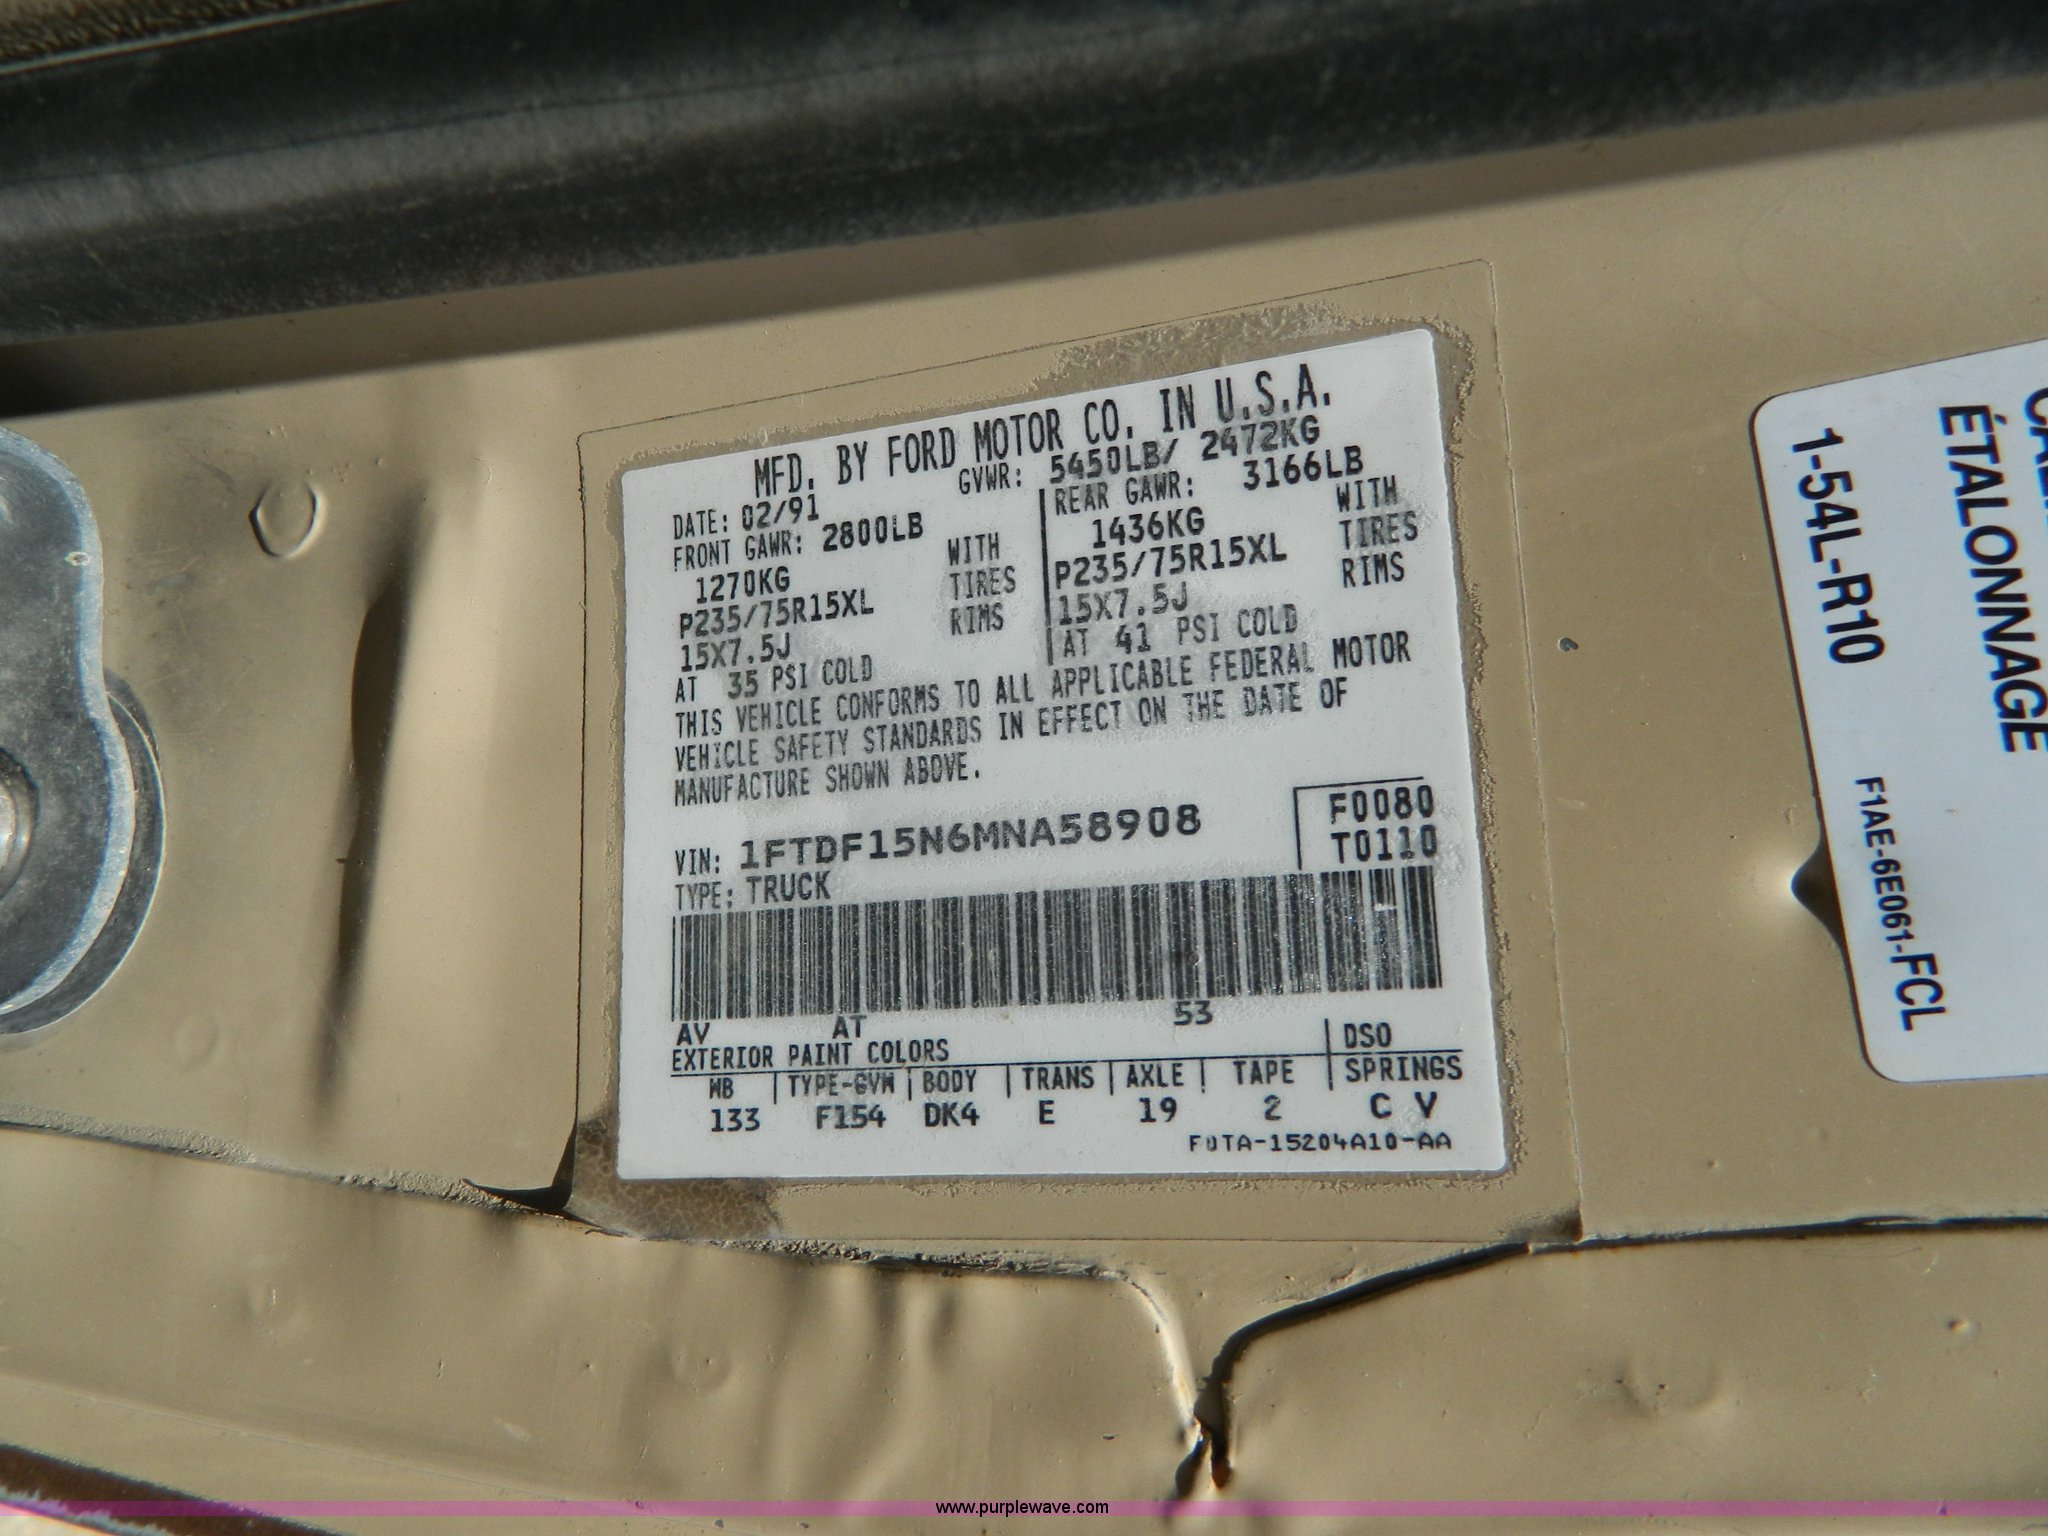 MFD. BY FORD MOTOR CO. IN U.S.A.
DATE: 02/91 GVWR: 5450LB/ 2472KG
FRONT GAWR: 2800LB
1270KG WITH
P235/75R15XL TIRES
15X7.5J RIMS
AT 35 PSI COLD
REAR GAWR: 3166LB
1436KG WITH
P235/75R15XL TIRES
15X7.5J RIMS
AT 41 PSI COLD
THIS VEHICLE CONFORMS TO ALL APPLICABLE FEDERAL MOTOR
VEHICLE SAFETY STANDARDS IN EFFECT ON THE DATE OF
MANUFACTURE SHOWN ABOVE.
VIN: 1FTDF15N6MNA58908
F0080
T0110
TYPE: TRUCK
AV AT 53
EXTERIOR PAINT COLORS DSO
WB TYPE-GVW BODY TRANS AXLE TAPE SPRINGS
133 F154 DK4 E 19 2 C V
F0TA-15204A10-AA
ÉTALONNAGE
1-54L-R10
F1AE-6E061-FCL
www.purplewave.com